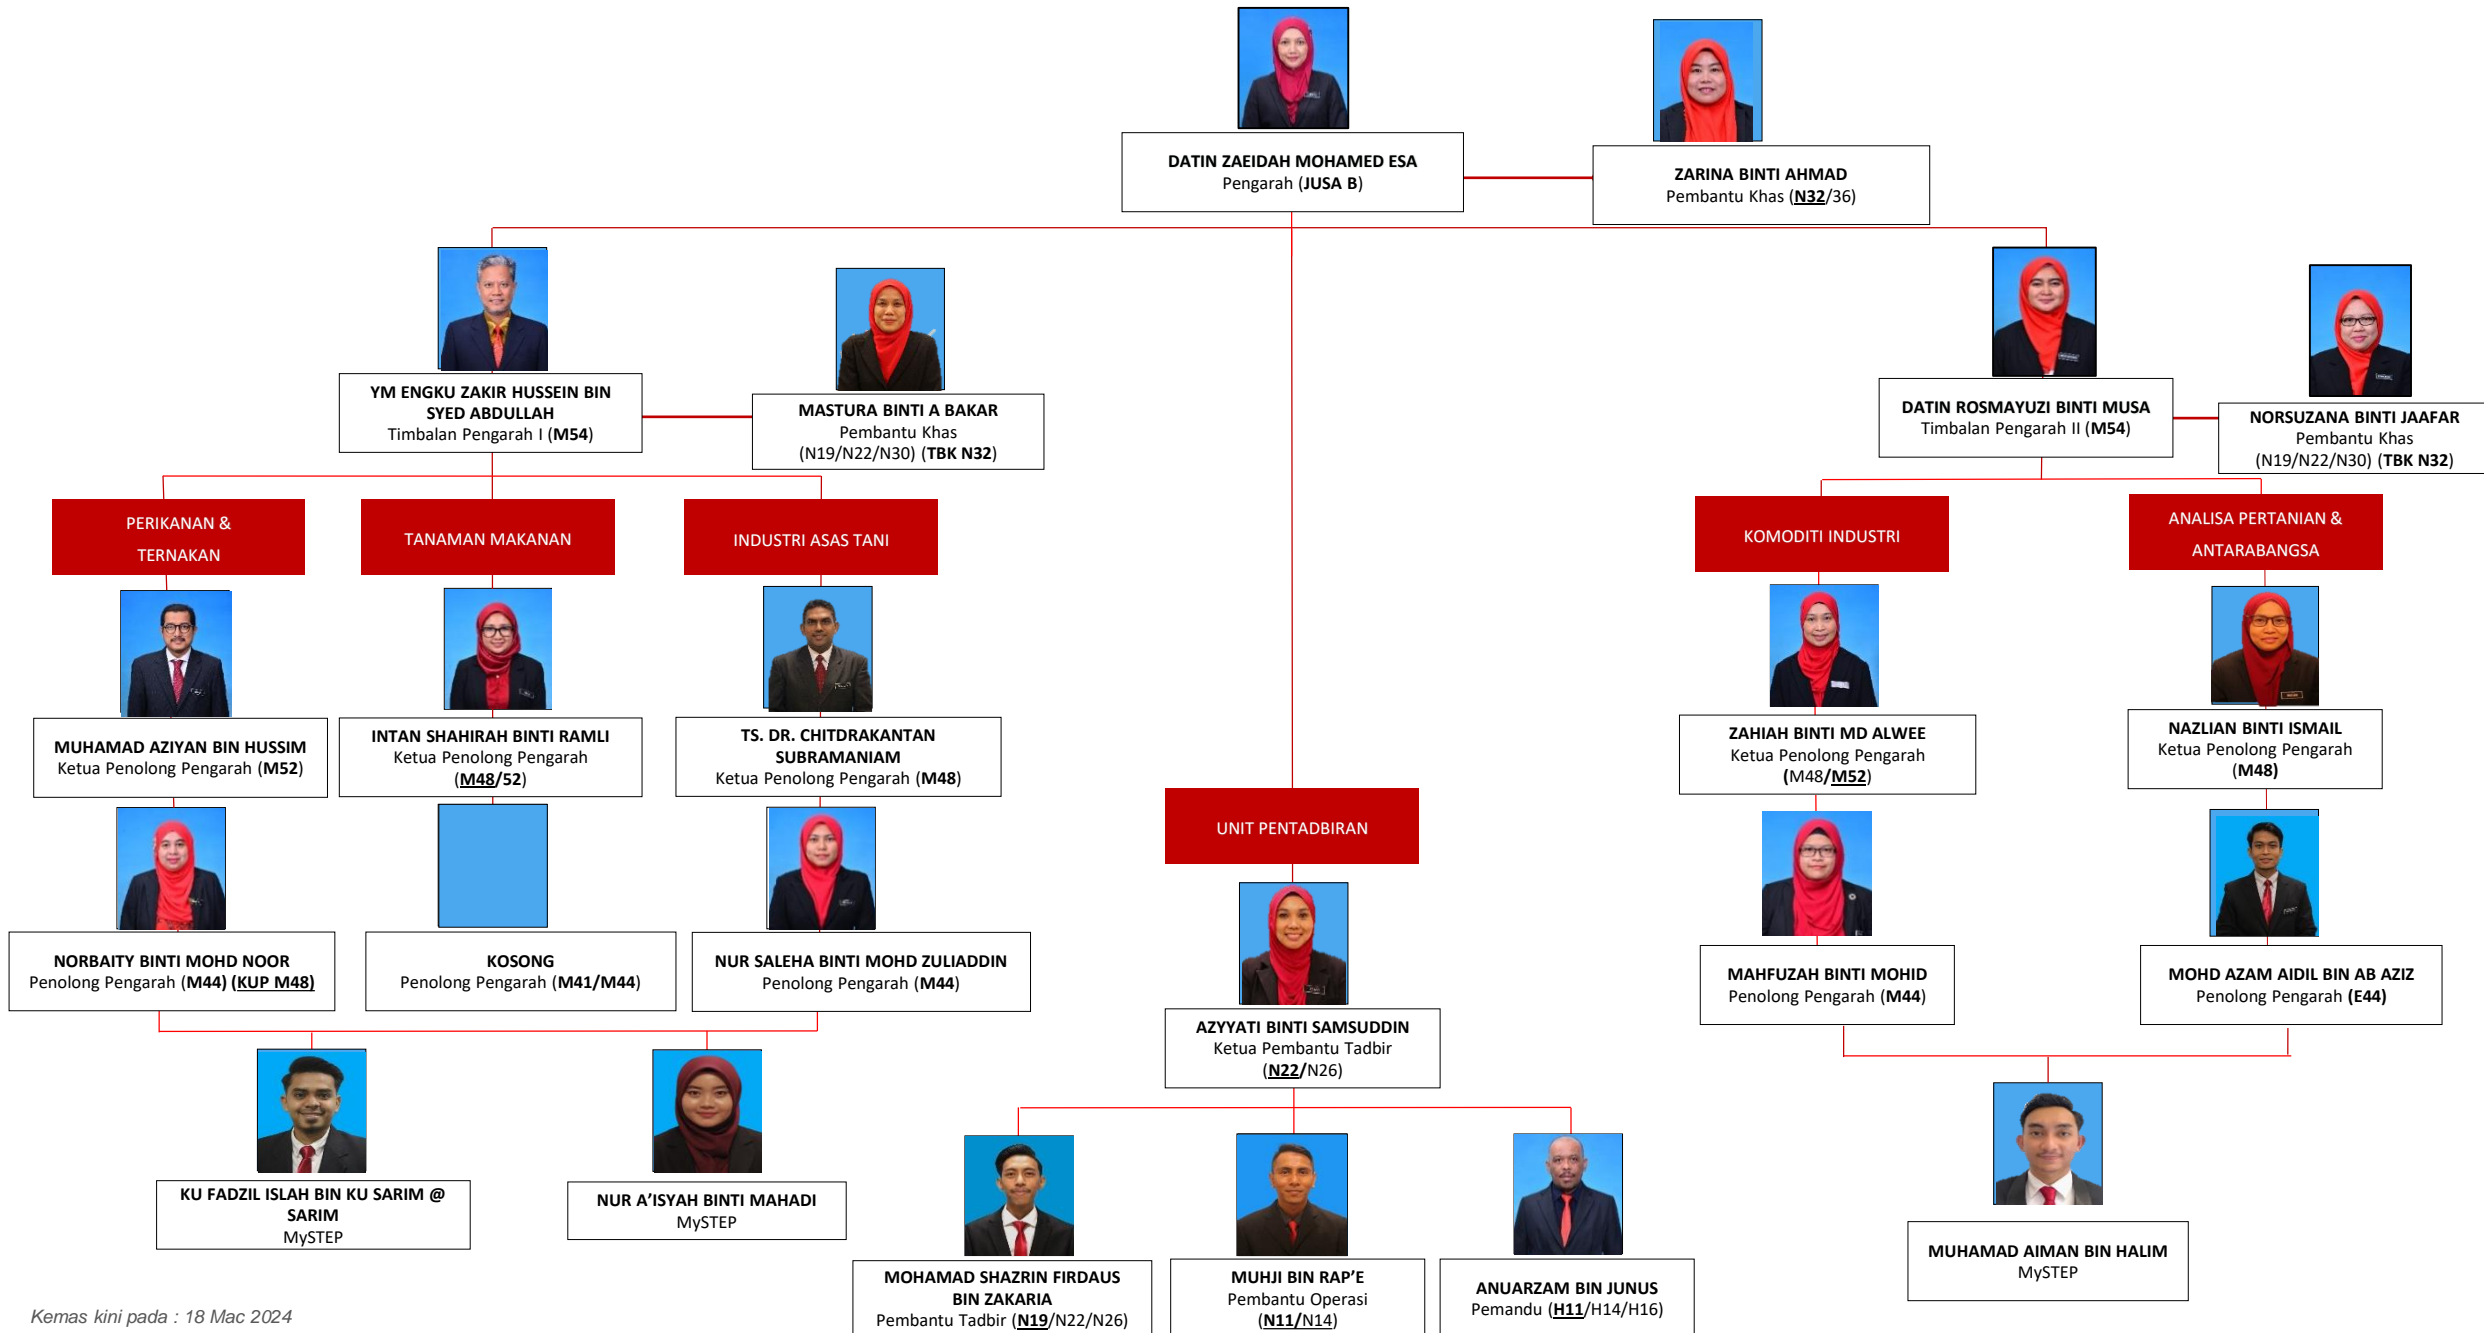 DATIN ZAEIDAH MOHAMED ESA
Pengarah (JUSA B)
ZARINA BINTI AHMAD
Pembantu Khas (N32/36)
YM ENGKU ZAKIR HUSSEIN BIN
SYED ABDULLAH
Timbalan Pengarah I (M54)
MASTURA BINTI A BAKAR
Pembantu Khas
(N19/N22/N30) (TBK N32)
DATIN ROSMAYUZI BINTI MUSA
Timbalan Pengarah II (M54)
NORSUZANA BINTI JAAFAR
Pembantu Khas
(N19/N22/N30) (TBK N32)
PERIKANAN &
TERNAKAN
TANAMAN MAKANAN
INDUSTRI ASAS TANI
KOMODITI INDUSTRI
ANALISA PERTANIAN &
ANTARABANGSA
MUHAMAD AZIYAN BIN HUSSIM
Ketua Penolong Pengarah (M52)
INTAN SHAHIRAH BINTI RAMLI
Ketua Penolong Pengarah
(M48/52)
TS. DR. CHITDRAKANTAN
SUBRAMANIAM
Ketua Penolong Pengarah (M48)
ZAHIAH BINTI MD ALWEE
Ketua Penolong Pengarah
(M48/M52)
NAZLIAN BINTI ISMAIL
Ketua Penolong Pengarah
(M48)
UNIT PENTADBIRAN
NORBAITY BINTI MOHD NOOR
Penolong Pengarah (M44) (KUP M48)
KOSONG
Penolong Pengarah (M41/M44)
NUR SALEHA BINTI MOHD ZULIADDIN
Penolong Pengarah (M44)
MAHFUZAH BINTI MOHID
Penolong Pengarah (M44)
MOHD AZAM AIDIL BIN AB AZIZ
Penolong Pengarah (E44)
AZYYATI BINTI SAMSUDDIN
Ketua Pembantu Tadbir
(N22/N26)
KU FADZIL ISLAH BIN KU SARIM @
SARIM
MySTEP
NUR A’ISYAH BINTI MAHADI
MySTEP
MOHAMAD SHAZRIN FIRDAUS
BIN ZAKARIA
Pembantu Tadbir (N19/N22/N26)
MUHJI BIN RAP’E
Pembantu Operasi
(N11/N14)
ANUARZAM BIN JUNUS
Pemandu (H11/H14/H16)
MUHAMAD AIMAN BIN HALIM
MySTEP
Kemas kini pada : 18 Mac 2024